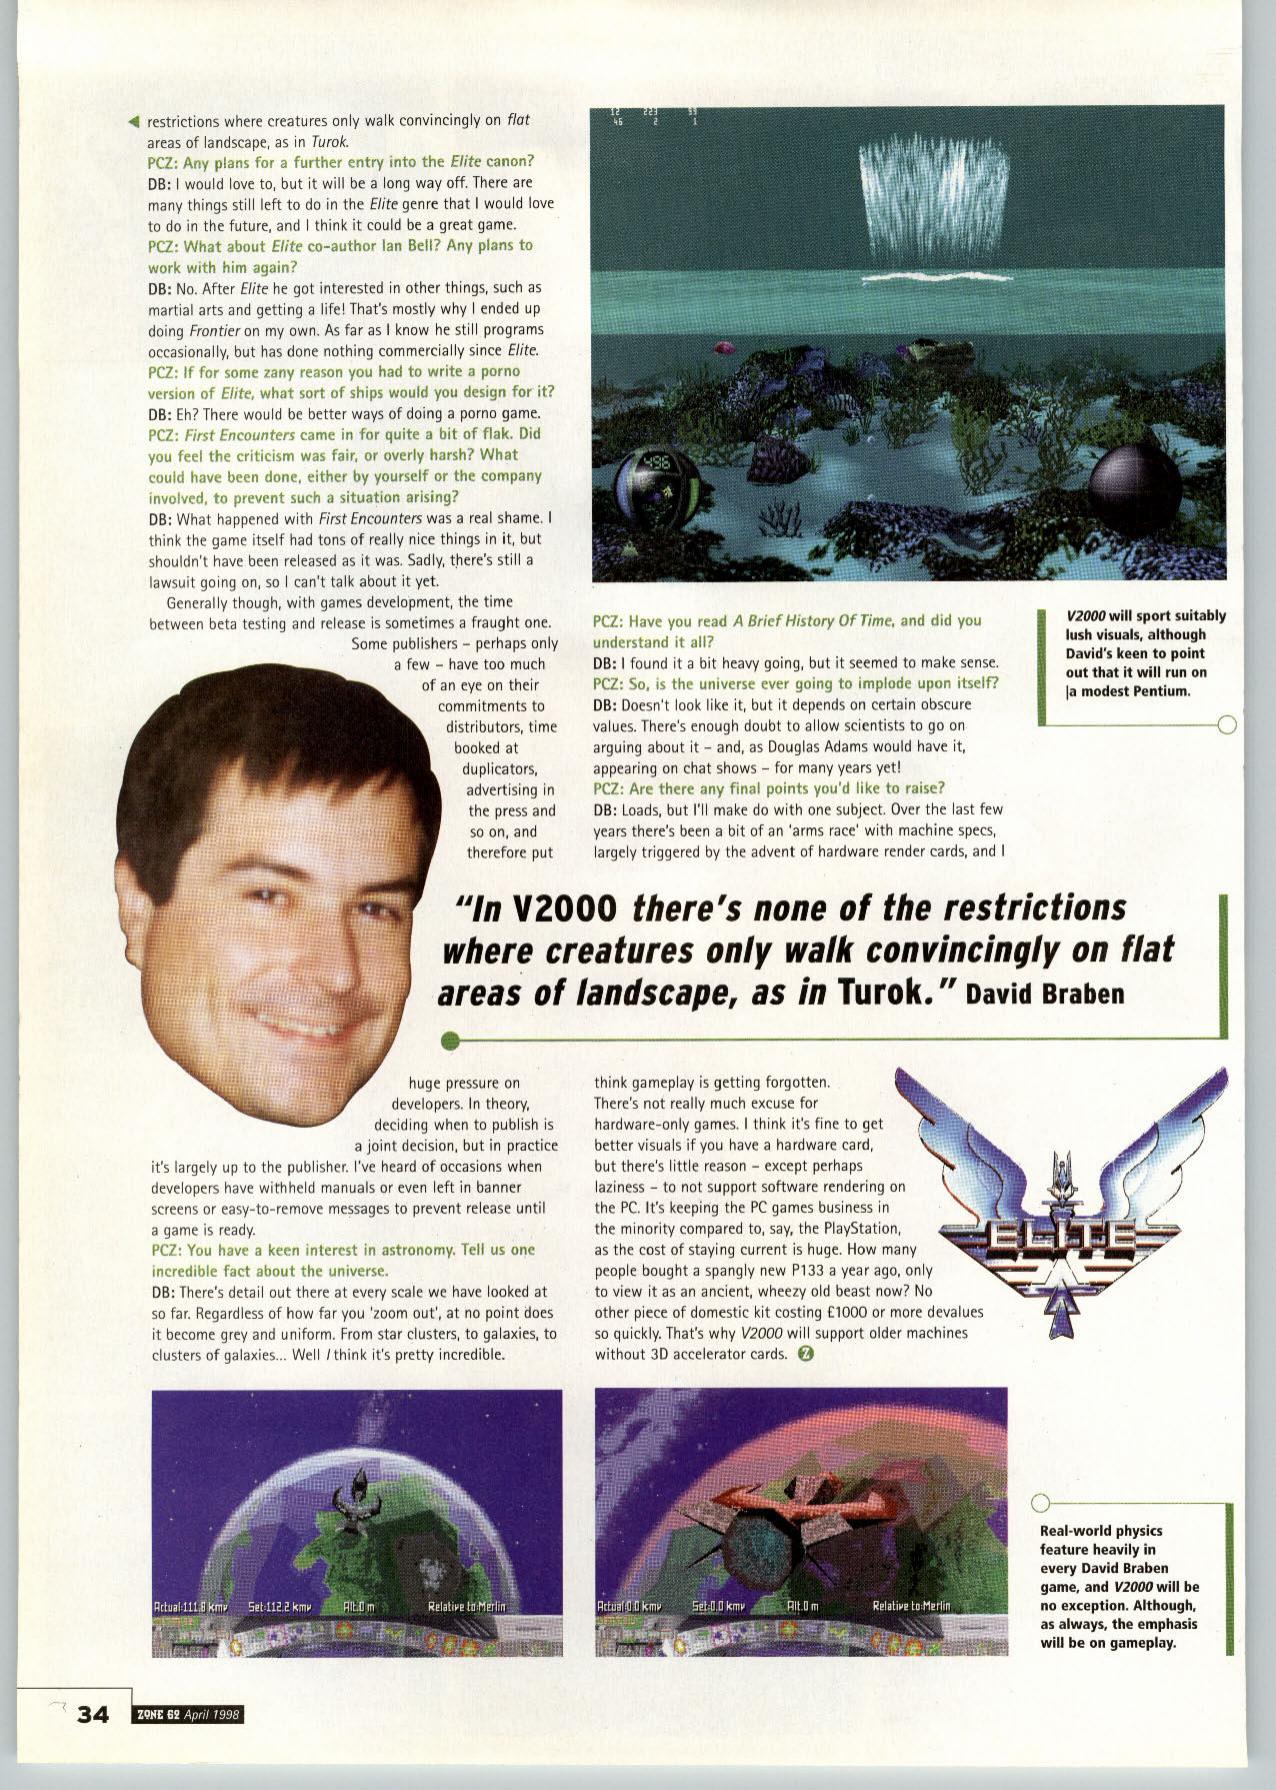 restrictions where creatures only walk convincingly on flat
areas of landscape, as in Turok.
PCZ: Any plans for a further entry into the Elite canon?
DB: I would love to, but it will be a long way off. There are
many things still left to do in the Elite genre that I would love
to do in the future, and I think it could be a great game.
PCZ: What about Elite co-author Ian Bell? Any plans to
work with him again?
DB: No. After Elite he got interested in other things, such as
martial arts and getting a life! That's mostly why I ended up
doing Frontier on my own. As far as I know he still programs
occasionally, but has done nothing commercially since Elite.
PCZ: If for some zany reason you had to write a porno
version of Elite, what sort of ships would you design for it?
DB: Eh? There would be better ways of doing a porno game.
PCZ: First Encounters came in for quite a bit of flak. Did
you feel the criticism was fair, or overly harsh? What
could have been done, either by yourself or the company
involved, to prevent such a situation arising?
DB: What happened with First Encounters was a real shame. I
think the game itself had tons of really nice things in it, but
shouldn't have been released as it was. Sadly, there's still a
lawsuit going on, so I can't talk about it yet.
Generally though, with games development, the time
between beta testing and release is sometimes a fraught one.
Some publishers – perhaps only
a few – have too much
of an eye on their
commitments to
distributors, time
booked at
duplicators,
advertising in
the press and
so on, and
therefore put
huge pressure on
developers. In theory,
deciding when to publish is
a joint decision, but in practice
it's largely up to the publisher. I've heard of occasions when
developers have withheld manuals or even left in banner
screens or easy-to-remove messages to prevent release until
a game is ready.
PCZ: You have a keen interest in astronomy. Tell us one
incredible fact about the universe.
DB: There's detail out there at every scale we have looked at
so far. Regardless of how far you 'zoom out', at no point does
it become grey and uniform. From star clusters, to galaxies, to
clusters of galaxies... Well I think it's pretty incredible.
12 223 33
46 2 1
496
PCZ: Have you read A Brief History Of Time, and did you
understand it all?
DB: I found it a bit heavy going, but it seemed to make sense.
PCZ: So, is the universe ever going to implode upon itself?
DB: Doesn't look like it, but it depends on certain obscure
values. There's enough doubt to allow scientists to go on
arguing about it – and, as Douglas Adams would have it,
appearing on chat shows – for many years yet!
PCZ: Are there any final points you'd like to raise?
DB: Loads, but I'll make do with one subject. Over the last few
years there's been a bit of an 'arms race' with machine specs,
largely triggered by the advent of hardware render cards, and I
think gameplay is getting forgotten.
There's not really much excuse for
hardware-only games. I think it's fine to get
better visuals if you have a hardware card,
but there's little reason – except perhaps
laziness – to not support software rendering on
the PC. It's keeping the PC games business in
the minority compared to, say, the PlayStation,
as the cost of staying current is huge. How many
people bought a spangly new P133 a year ago, only
to view it as an ancient, wheezy old beast now? No
other piece of domestic kit costing £1000 or more devalues
so quickly. That's why V2000 will support older machines
without 3D accelerator cards. Z
V2000 will sport suitably
lush visuals, although
David's keen to point
out that it will run on
a modest Pentium.
"In V2000 there's none of the restrictions
where creatures only walk convincingly on flat
areas of landscape, as in Turok." David Braben
ELITE
Actual:111.8 kmv Set:112.2 kmv Alt.0 m Relative to:Merlin
Actual:0.0 kmv Set:0.0 kmv Alt.0 m Relative to:Merlin
Real-world physics
feature heavily in
every David Braben
game, and V2000 will be
no exception. Although,
as always, the emphasis
will be on gameplay.
34 ZONE 62 April 1998